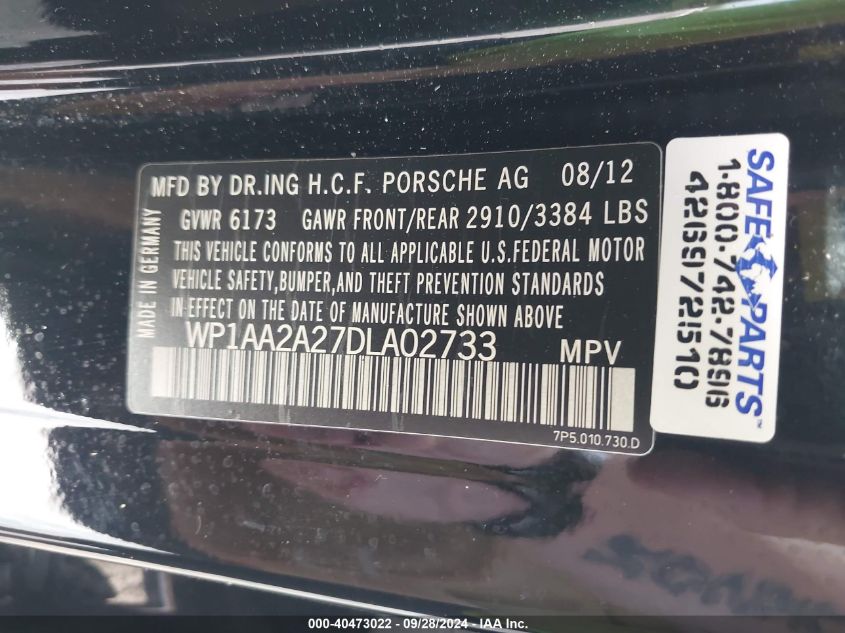 MFD BY DR.ING H.C.F. PORSCHE AG 08/12
GVWR 6173 GAWR FRONT/REAR 2910/3384 LBS
THIS VEHICLE CONFORMS TO ALL APPLICABLE U.S.FEDERAL MOTOR
VEHICLE SAFETY,BUMPER,AND THEFT PREVENTION STANDARDS
IN EFFECT ON THE DATE OF MANUFACTURE SHOWN ABOVE
WP1AA2A27DLA02733 MPV
7P5.010.730.D
MADE IN GERMANY
SAFE PARTS™
1-800-742-7896
426972510
000-40473022 - 09/28/2024 - IAA Inc.